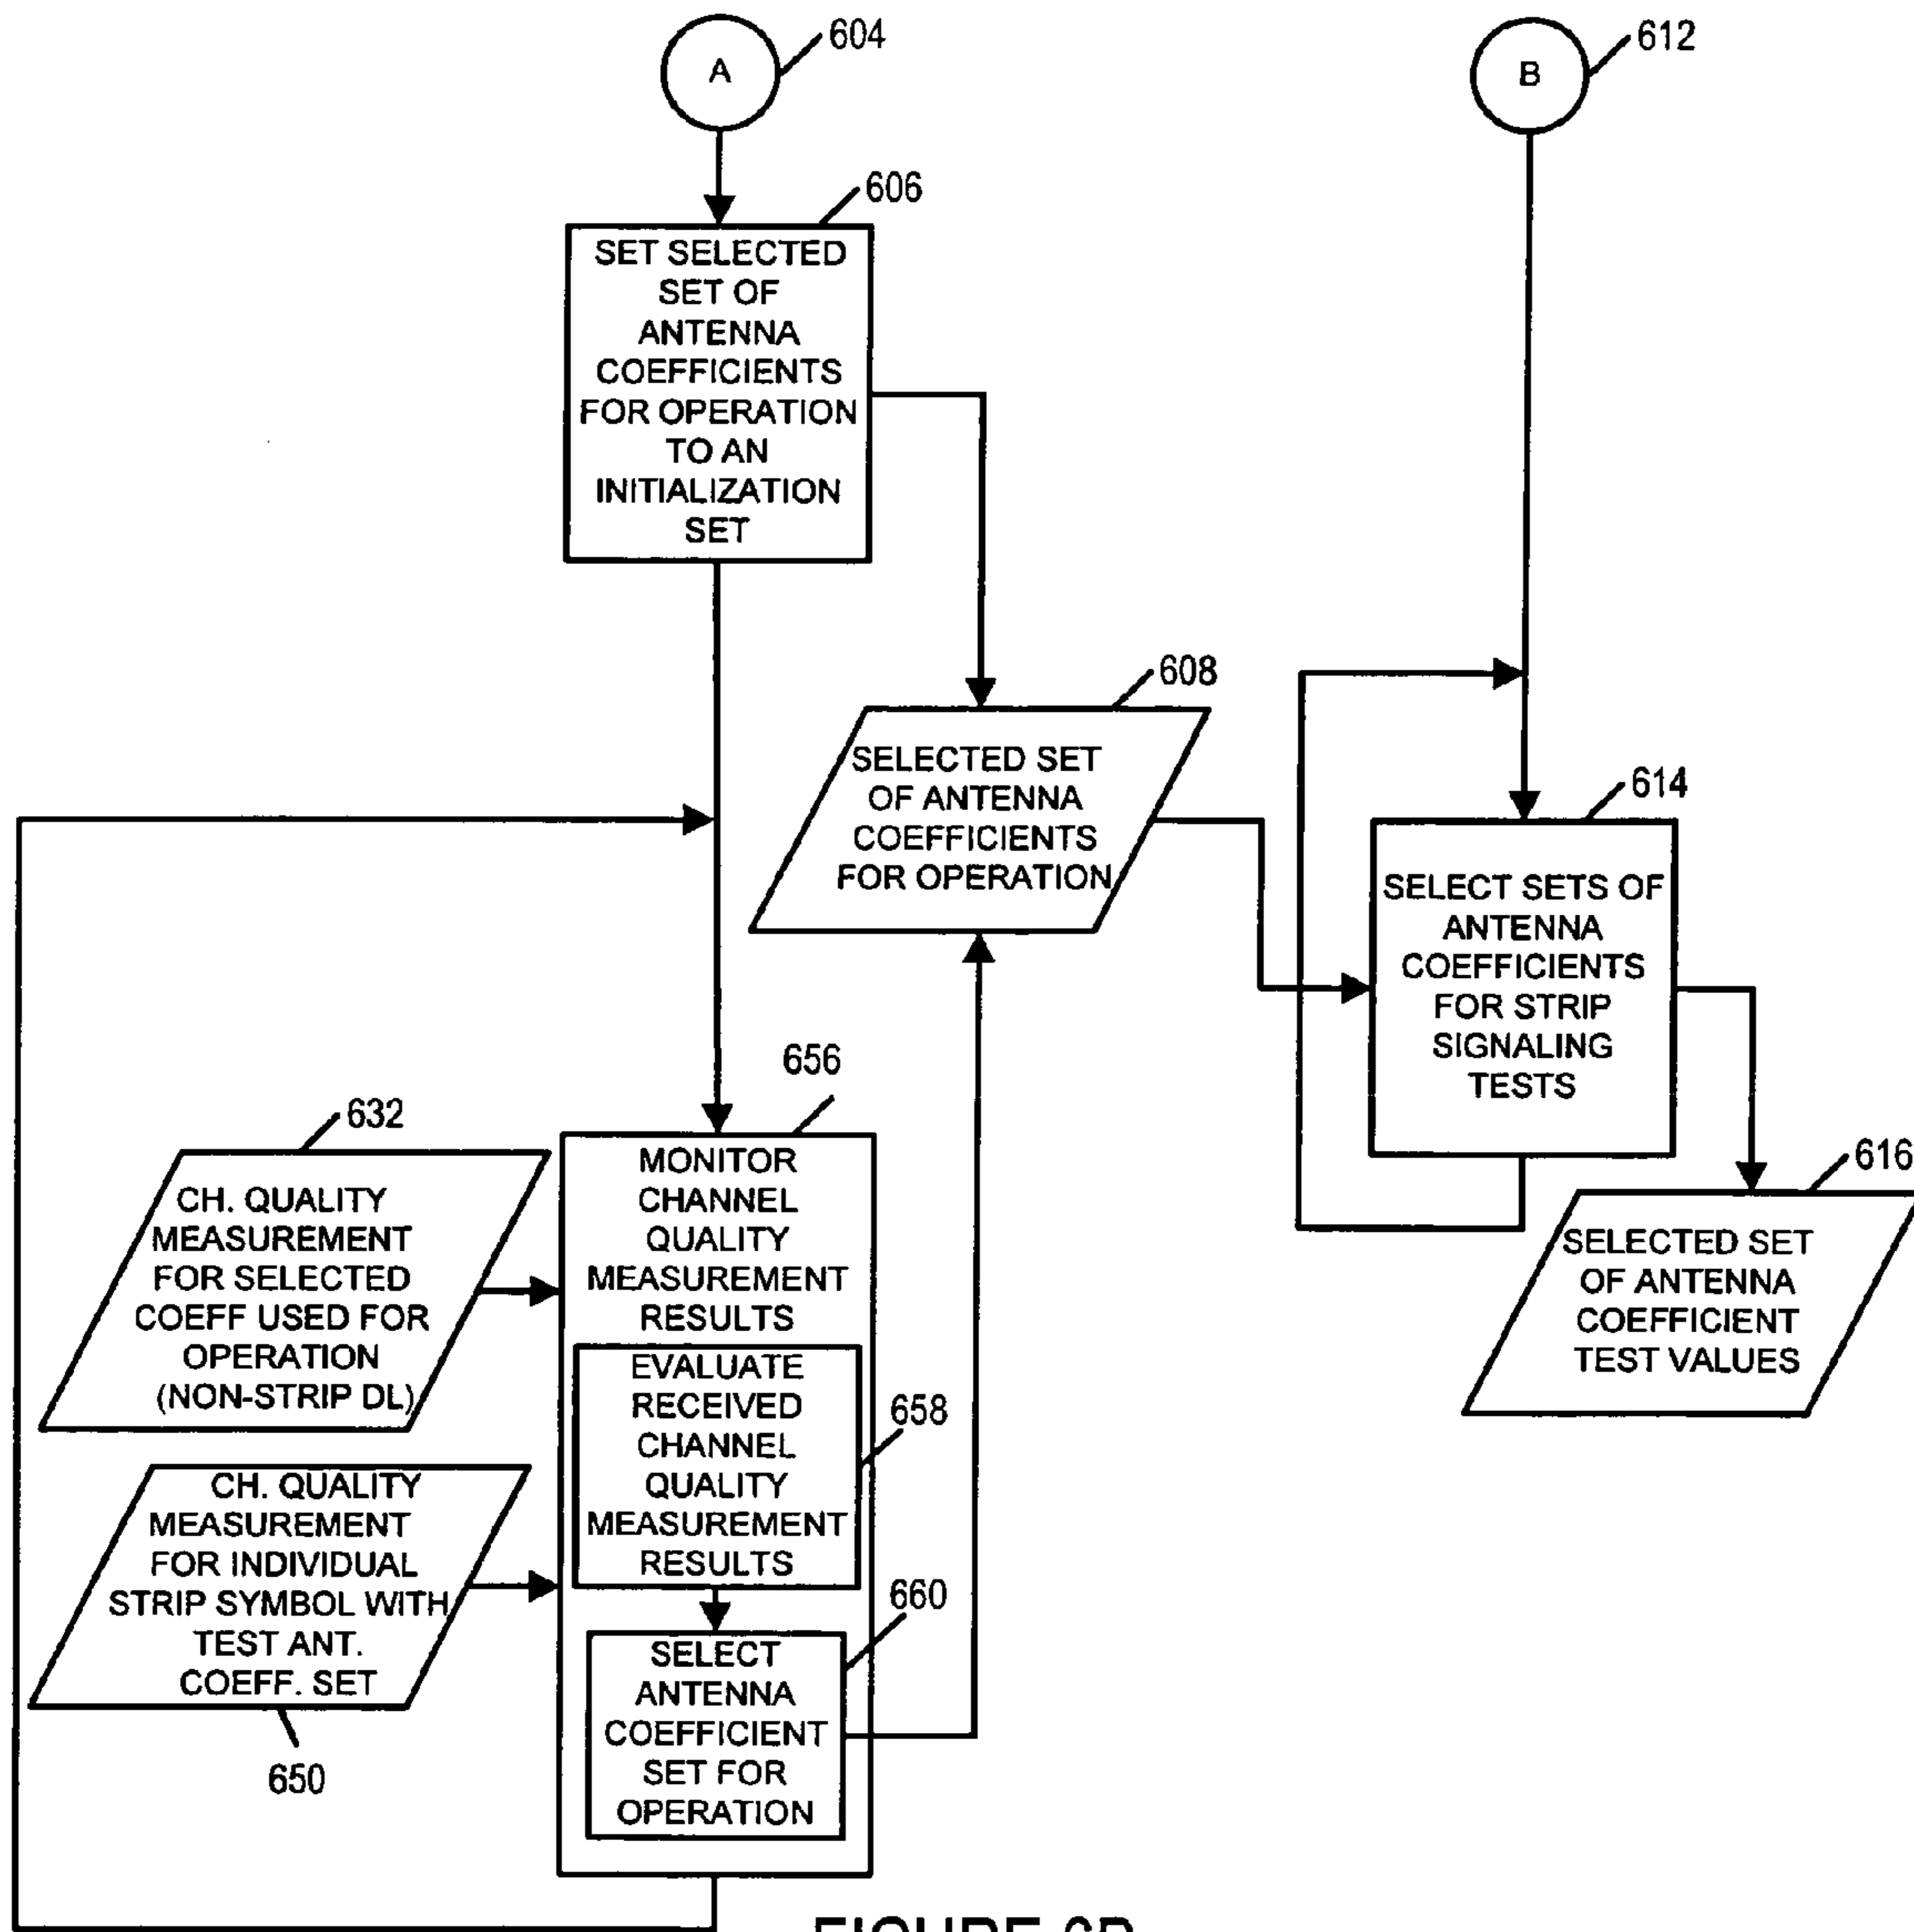 A
604
B
612
606
SET SELECTED
SET OF
ANTENNA
COEFFICIENTS
FOR OPERATION
TO AN
INITIALIZATION
SET
608
SELECTED SET
OF ANTENNA
COEFFICIENTS
FOR OPERATION
614
SELECT SETS OF
ANTENNA
COEFFICIENTS
FOR STRIP
SIGNALING
TESTS
616
SELECTED SET
OF ANTENNA
COEFFICIENT
TEST VALUES
632
CH. QUALITY
MEASUREMENT
FOR SELECTED
COEFF USED FOR
OPERATION
(NON-STRIP DL)
656
MONITOR
CHANNEL
QUALITY
MEASUREMENT
RESULTS
EVALUATE
RECEIVED
CHANNEL
QUALITY
MEASUREMENT
RESULTS
658
CH. QUALITY
MEASUREMENT
FOR INDIVIDUAL
STRIP SYMBOL WITH
TEST ANT.
COEFF. SET
650
660
SELECT
ANTENNA
COEFFICIENT
SET FOR
OPERATION